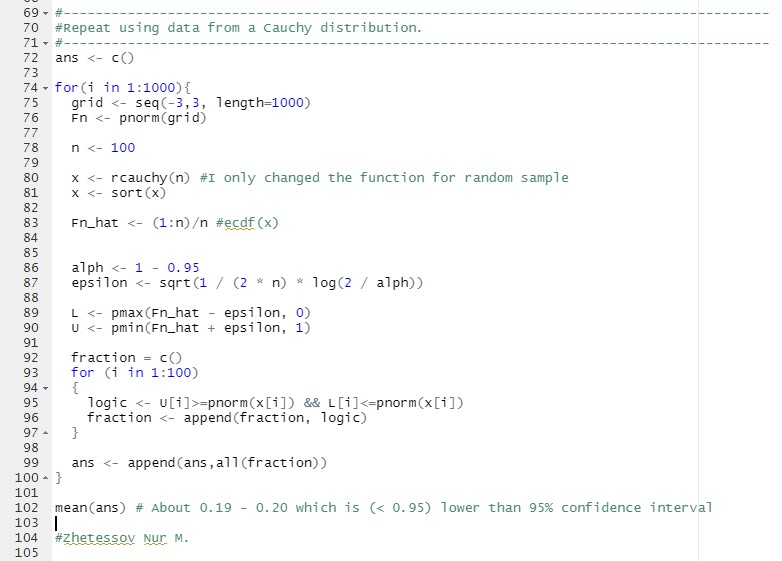 69 #------------------------------------------------------------------------------------------
70 #Repeat using data from a Cauchy distribution.
71 #------------------------------------------------------------------------------------------
72 ans <- c()
73
74 for(i in 1:1000){
75 grid <- seq(-3,3, length=1000)
76 Fn <- pnorm(grid)
77
78 n <- 100
79
80 x <- rcauchy(n) #I only changed the function for random sample
81 x <- sort(x)
82
83 Fn_hat <- (1:n)/n #ecdf(x)
84
85
86 alph <- 1 - 0.95
87 epsilon <- sqrt(1 / (2 * n) * log(2 / alph))
88
89 L <- pmax(Fn_hat - epsilon, 0)
90 U <- pmin(Fn_hat + epsilon, 1)
91
92 fraction = c()
93 for (i in 1:100)
94 {
95 logic <- U[i]>=pnorm(x[i]) && L[i]<=pnorm(x[i])
96 fraction <- append(fraction, logic)
97 }
98
99 ans <- append(ans,all(fraction))
100 }
101
102 mean(ans) # About 0.19 - 0.20 which is (< 0.95) lower than 95% confidence interval
103
104 #Zhetessov Nur M.
105